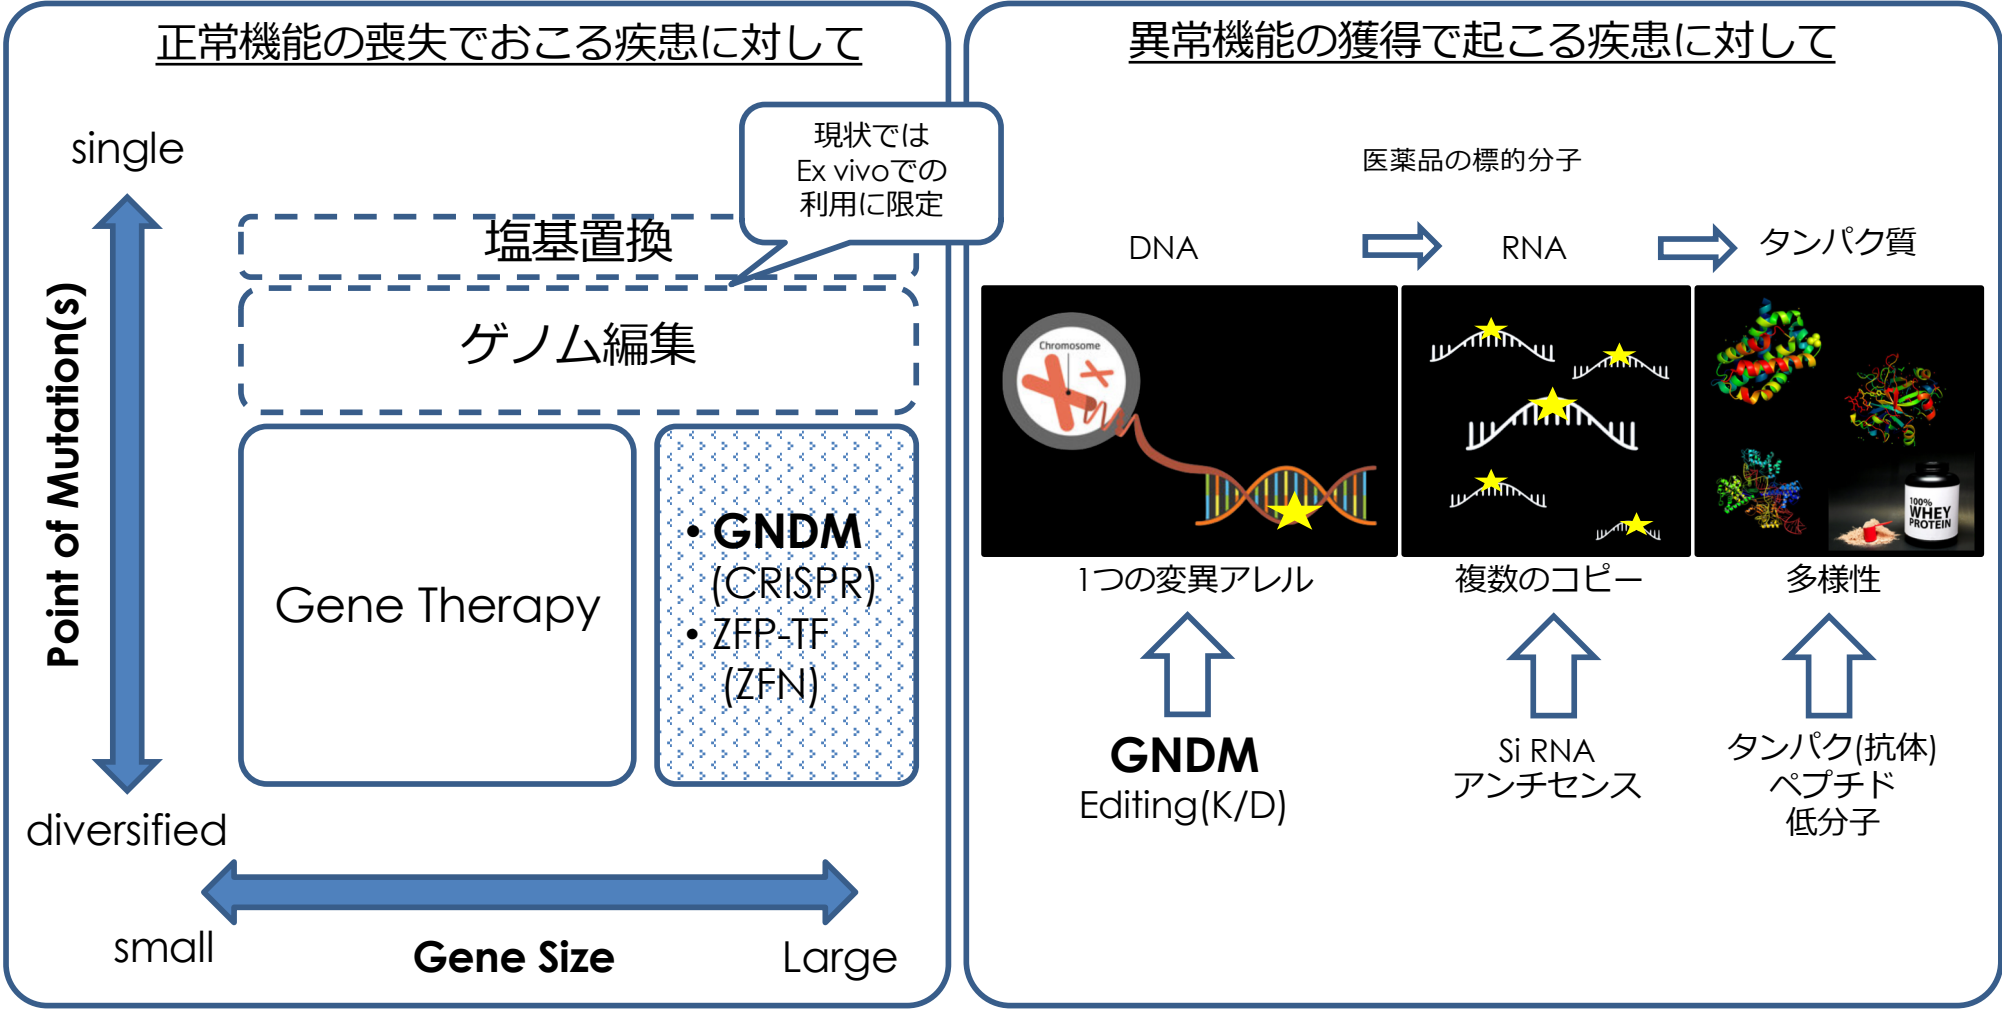 正常機能の喪失でおこる疾患に対して
single
Point of Mutation(s)
diversified
現状では
Ex vivoでの
利用に限定
塩基置換
ゲノム編集
Gene Therapy
• GNDM
(CRISPR)
• ZFP-TF
(ZFN)
small
Gene Size
Large
異常機能の獲得で起こる疾患に対して
医薬品の標的分子
DNA
RNA
タンパク質
Chromosome
100%
WHEY
PROTEIN
1つの変異アレル
複数のコピー
多様性
GNDM
Editing(K/D)
Si RNA
アンチセンス
タンパク(抗体)
ペプチド
低分子